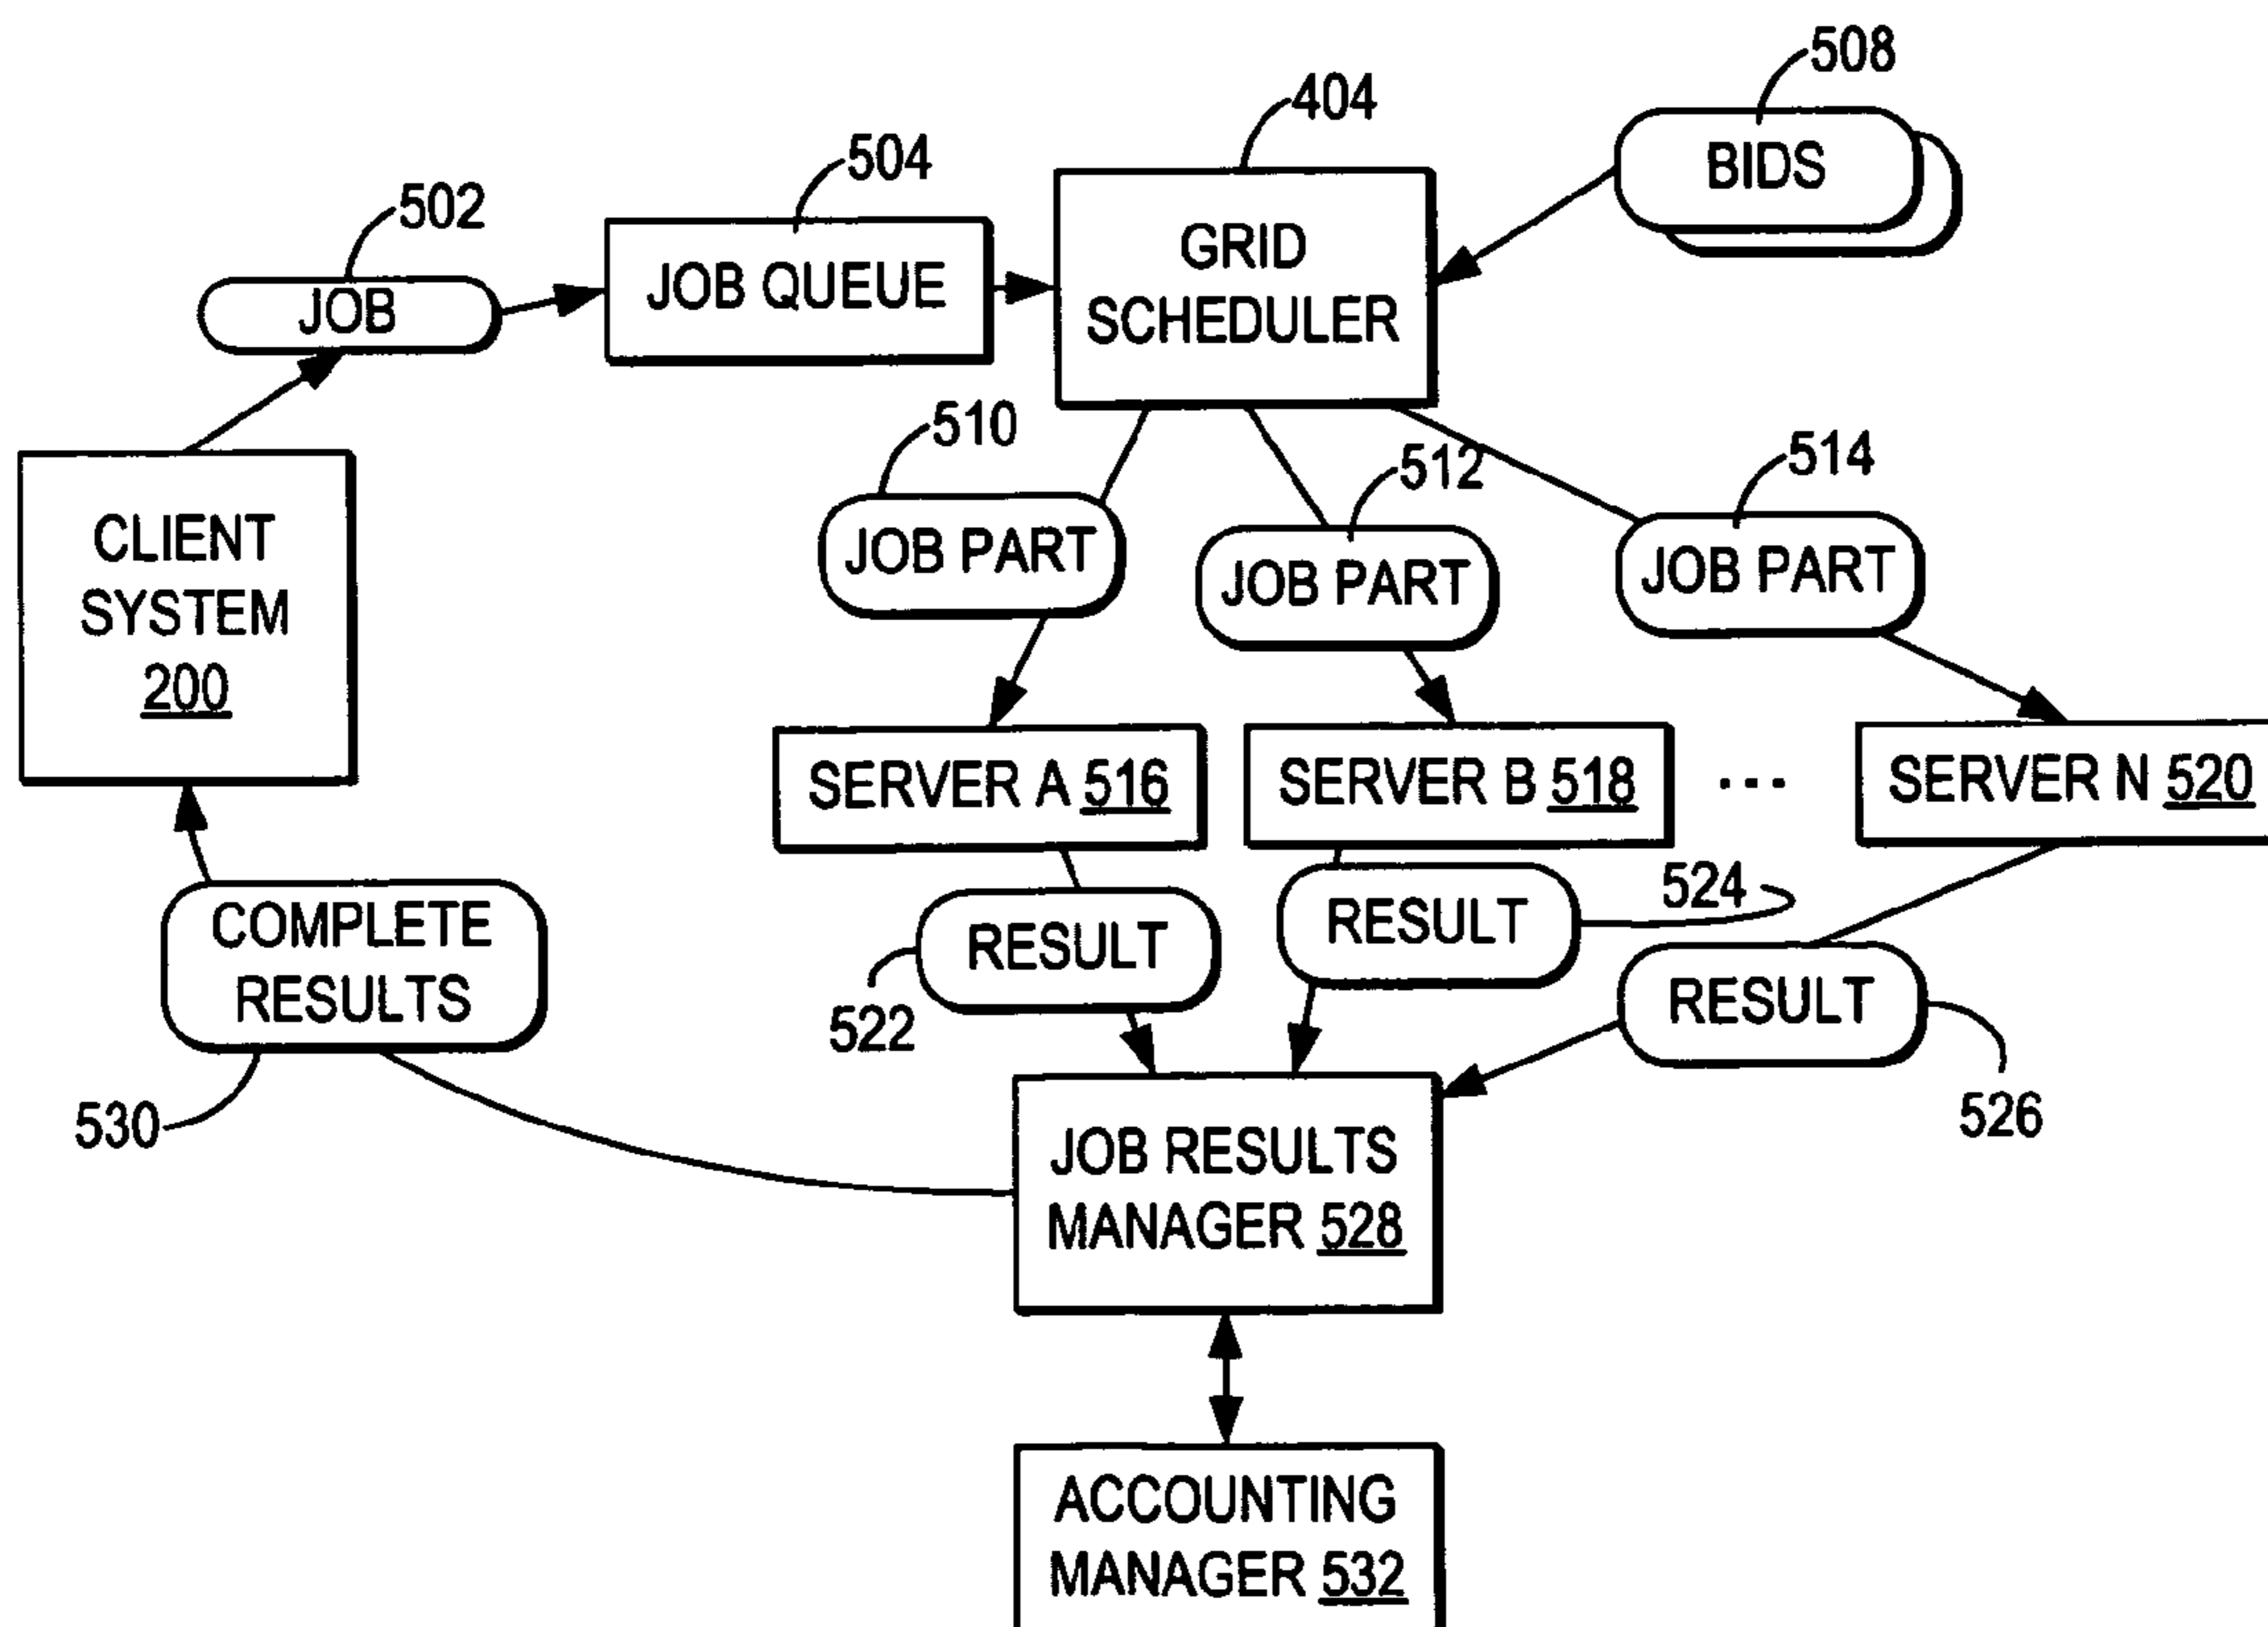 508
404
504
BIDS
502
GRID
SCHEDULER
JOB QUEUE
JOB
510
512
514
CLIENT
SYSTEM
200
JOB PART
JOB PART
JOB PART
SERVER A 516
SERVER B 518
...
SERVER N 520
524
COMPLETE
RESULTS
RESULT
RESULT
RESULT
522
530
526
JOB RESULTS
MANAGER 528
ACCOUNTING
MANAGER 532